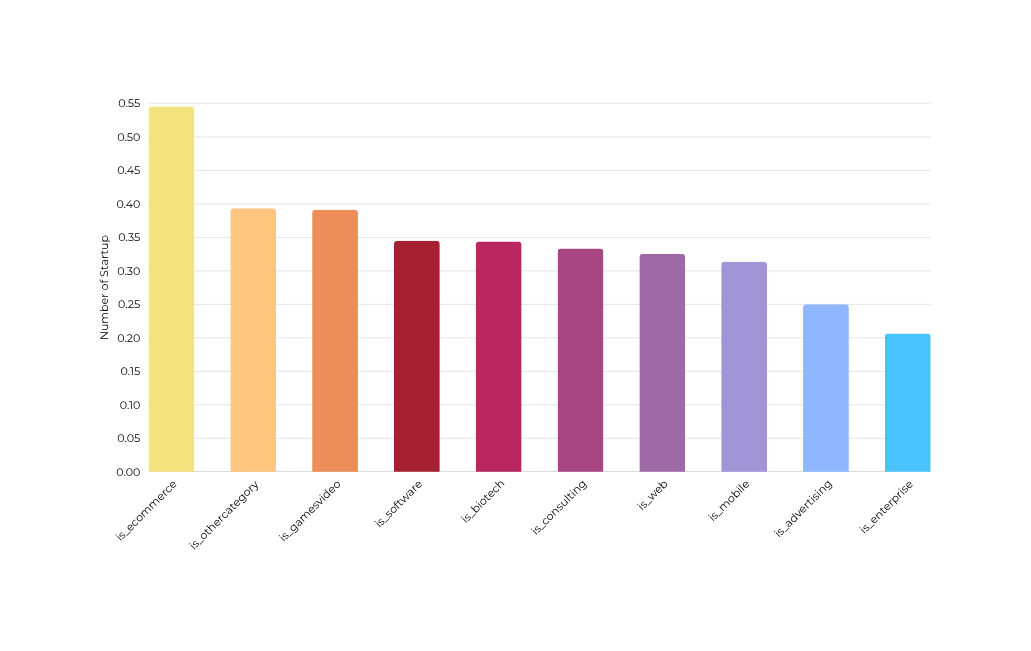 Number of Startup
0.55
0.50
0.45
0.40
0.35
0.30
0.25
0.20
0.15
0.10
0.05
0.00
is_ecommerce
is_othercategory
is_gamesvideo
is_software
is_biotech
is_consulting
is_web
is_mobile
is_advertising
is_enterprise